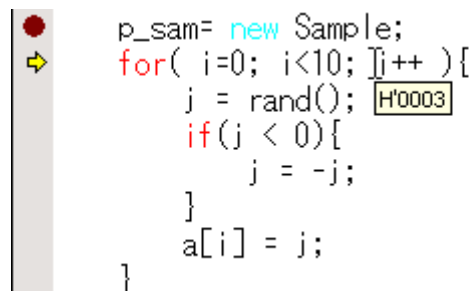 p_sam= new Sample;
for( i=0; i<10; i++ ){
j = rand(); H'0003
if(j < 0){
j = -j;
}
a[i] = j;
}